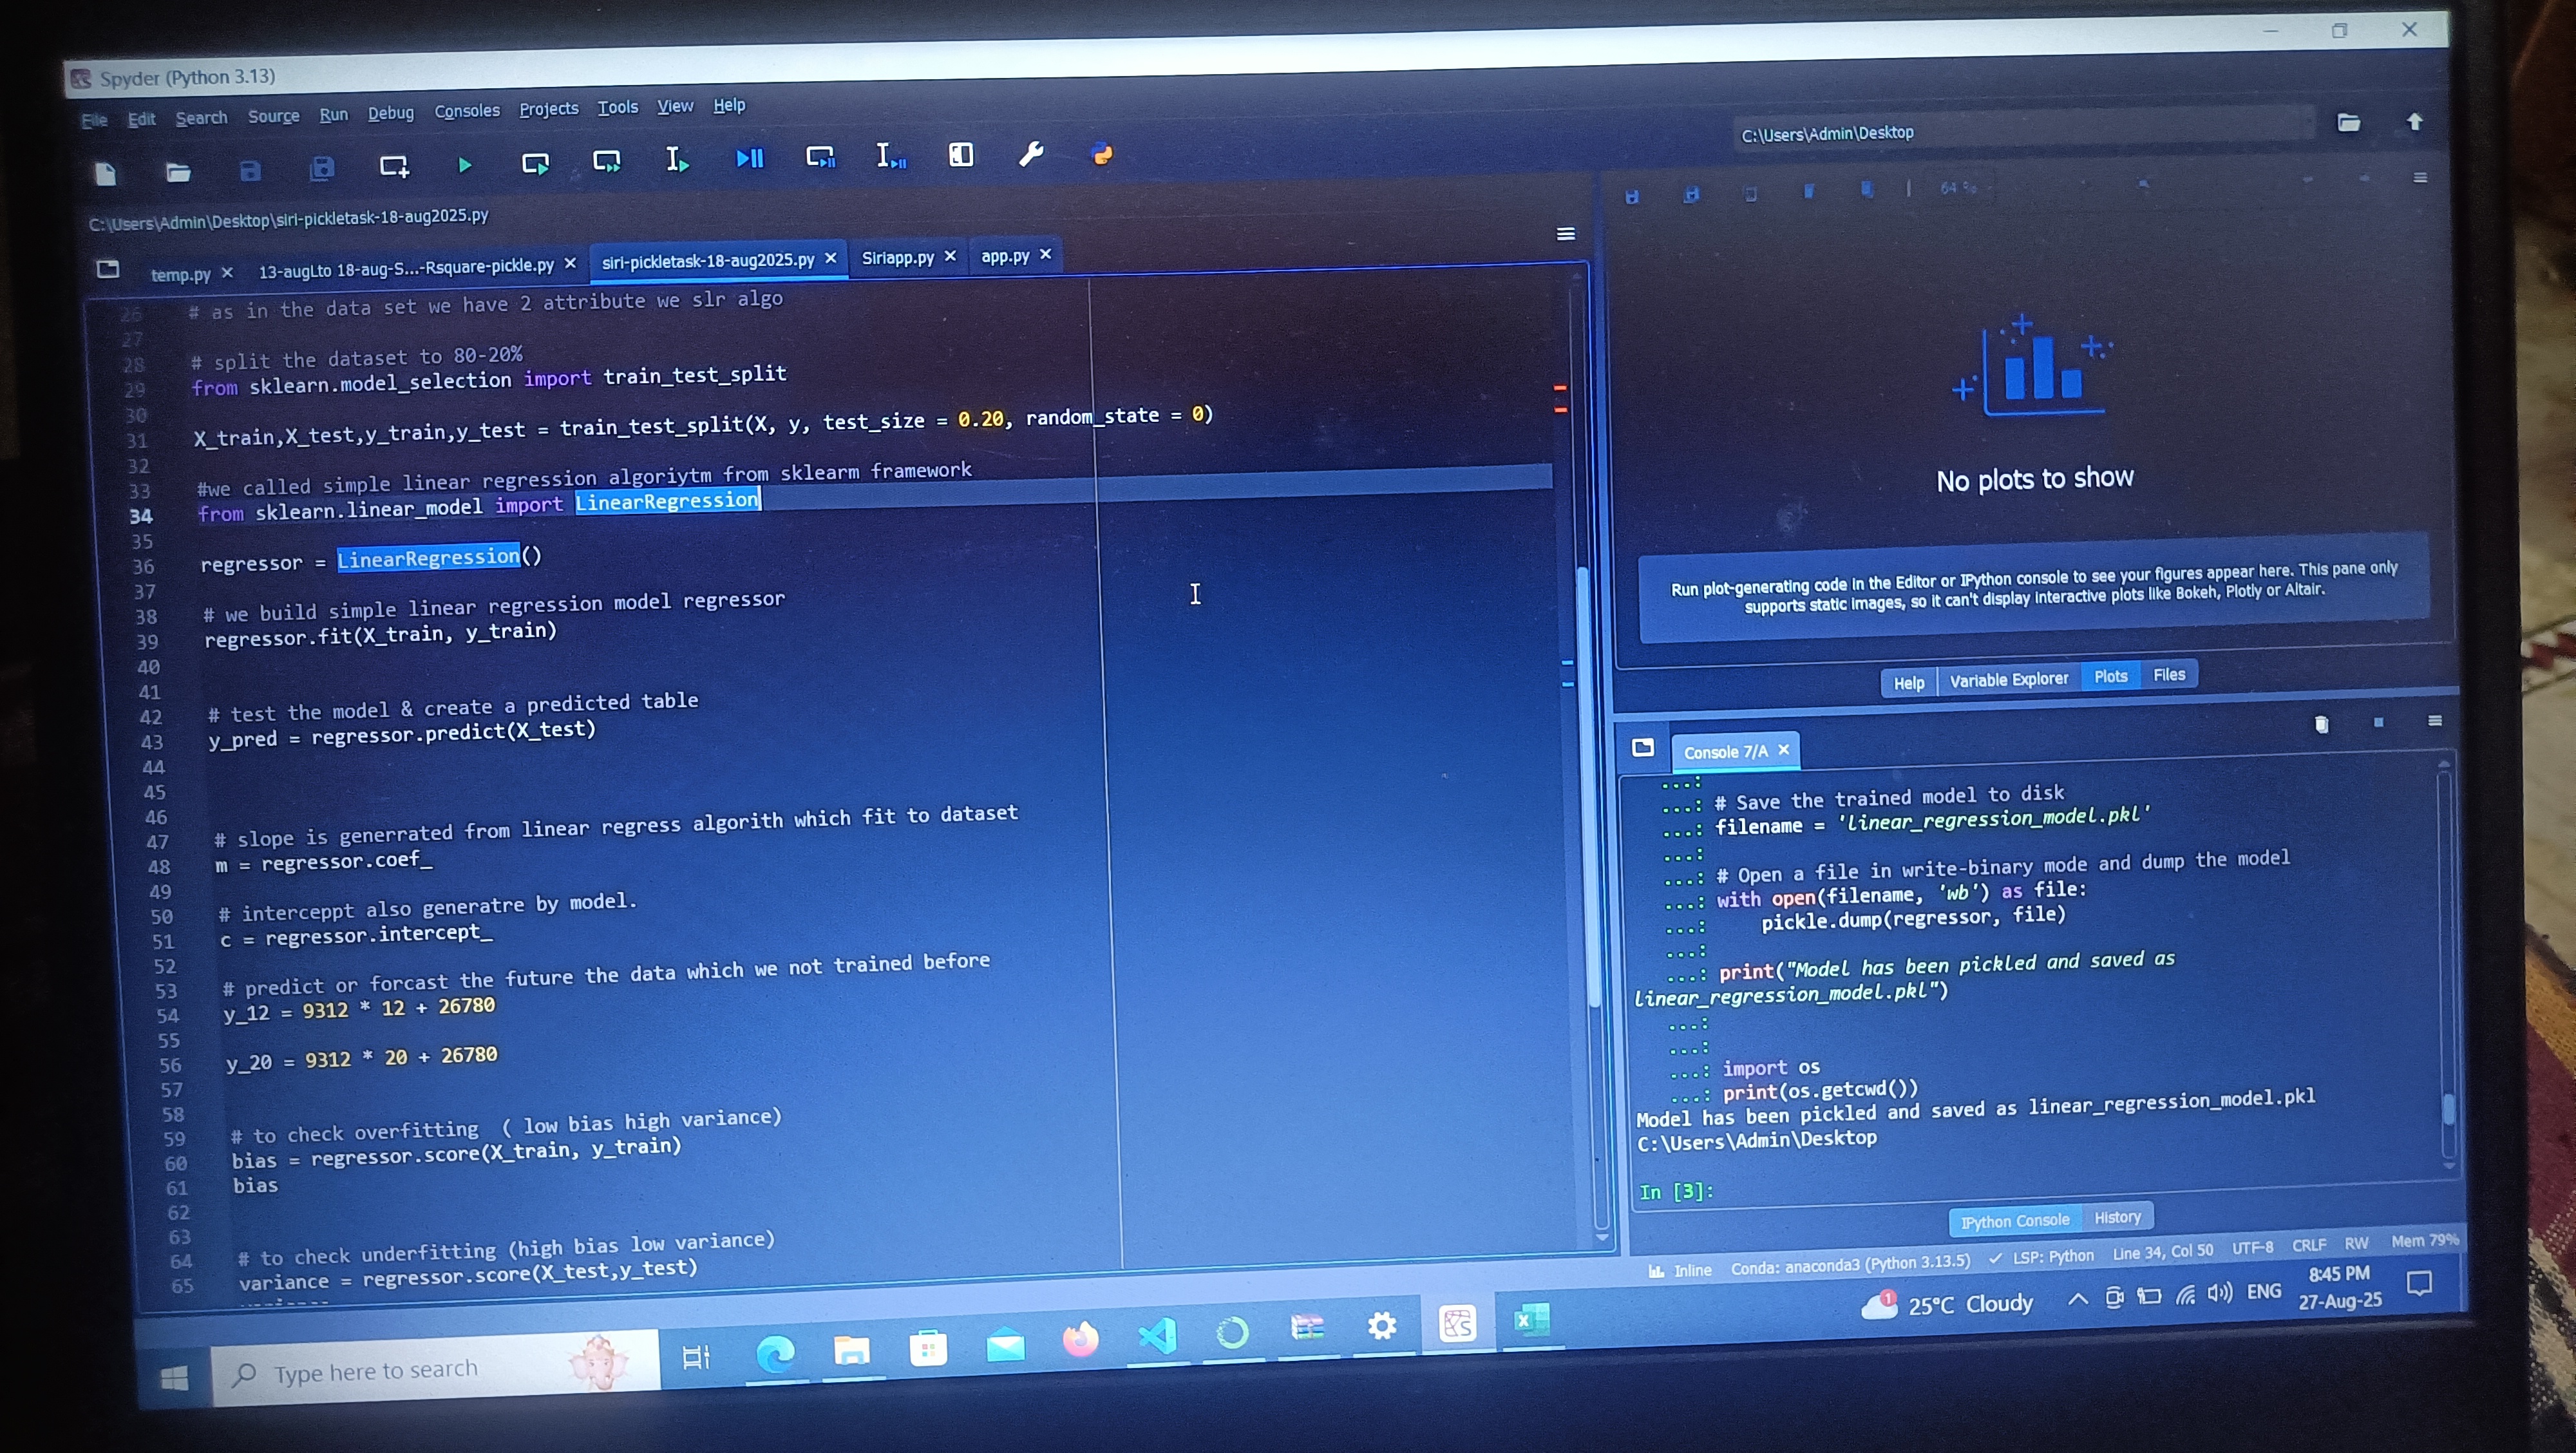 Spyder (Python 3.13)
File Edit Search Source Run Debug Consoles Projects Tools View Help
C:\Users\Admin\Desktop
C:\Users\Admin\Desktop\siri-pickletask-18-aug2025.py
temp.py
13-augLto 18-aug-S...-Rsquare-pickle.py
siri-pickletask-18-aug2025.py
Siriapp.py
app.py
26 # as in the data set we have 2 attribute we slr algo
27
28 # split the dataset to 80-20%
29 from sklearn.model_selection import train_test_split
30
31 X_train,X_test,y_train,y_test = train_test_split(X, y, test_size = 0.20, random_state = 0)
32
33 #we called simple linear regression algoriytm from sklearm framework
34 from sklearn.linear_model import LinearRegression
35
36 regressor = LinearRegression()
37
38 # we build simple linear regression model regressor
39 regressor.fit(X_train, y_train)
40
41
42 # test the model & create a predicted table
43 y_pred = regressor.predict(X_test)
44
45
46
47 # slope is generrated from linear regress algorith which fit to dataset
48 m = regressor.coef_
49
50 # interceppt also generatre by model.
51 c = regressor.intercept_
52
53 # predict or forcast the future the data which we not trained before
54 y_12 = 9312 * 12 + 26780
55
56 y_20 = 9312 * 20 + 26780
57
58
59 # to check overfitting ( low bias high variance)
60 bias = regressor.score(X_train, y_train)
61 bias
62
63
64 # to check underfitting (high bias low variance)
65 variance = regressor.score(X_test,y_test)
64 %
No plots to show
Run plot-generating code in the Editor or IPython console to see your figures appear here. This pane only
supports static images, so it can't display interactive plots like Bokeh, Plotly or Altair.
Help Variable Explorer Plots Files
Console 7/A
...:
...: # Save the trained model to disk
...: filename = 'linear_regression_model.pkl'
...:
...: # Open a file in write-binary mode and dump the model
...: with open(filename, 'wb') as file:
...: pickle.dump(regressor, file)
...:
...: print("Model has been pickled and saved as
linear_regression_model.pkl")
...:
...:
...: import os
...: print(os.getcwd())
Model has been pickled and saved as linear_regression_model.pkl
C:\Users\Admin\Desktop
In [3]:
IPython Console History
Inline Conda: anaconda3 (Python 3.13.5) LSP: Python Line 34, Col 50 UTF-8 CRLF RW Mem 79%
Type here to search
1
25°C Cloudy
ENG
8:45 PM
27-Aug-25